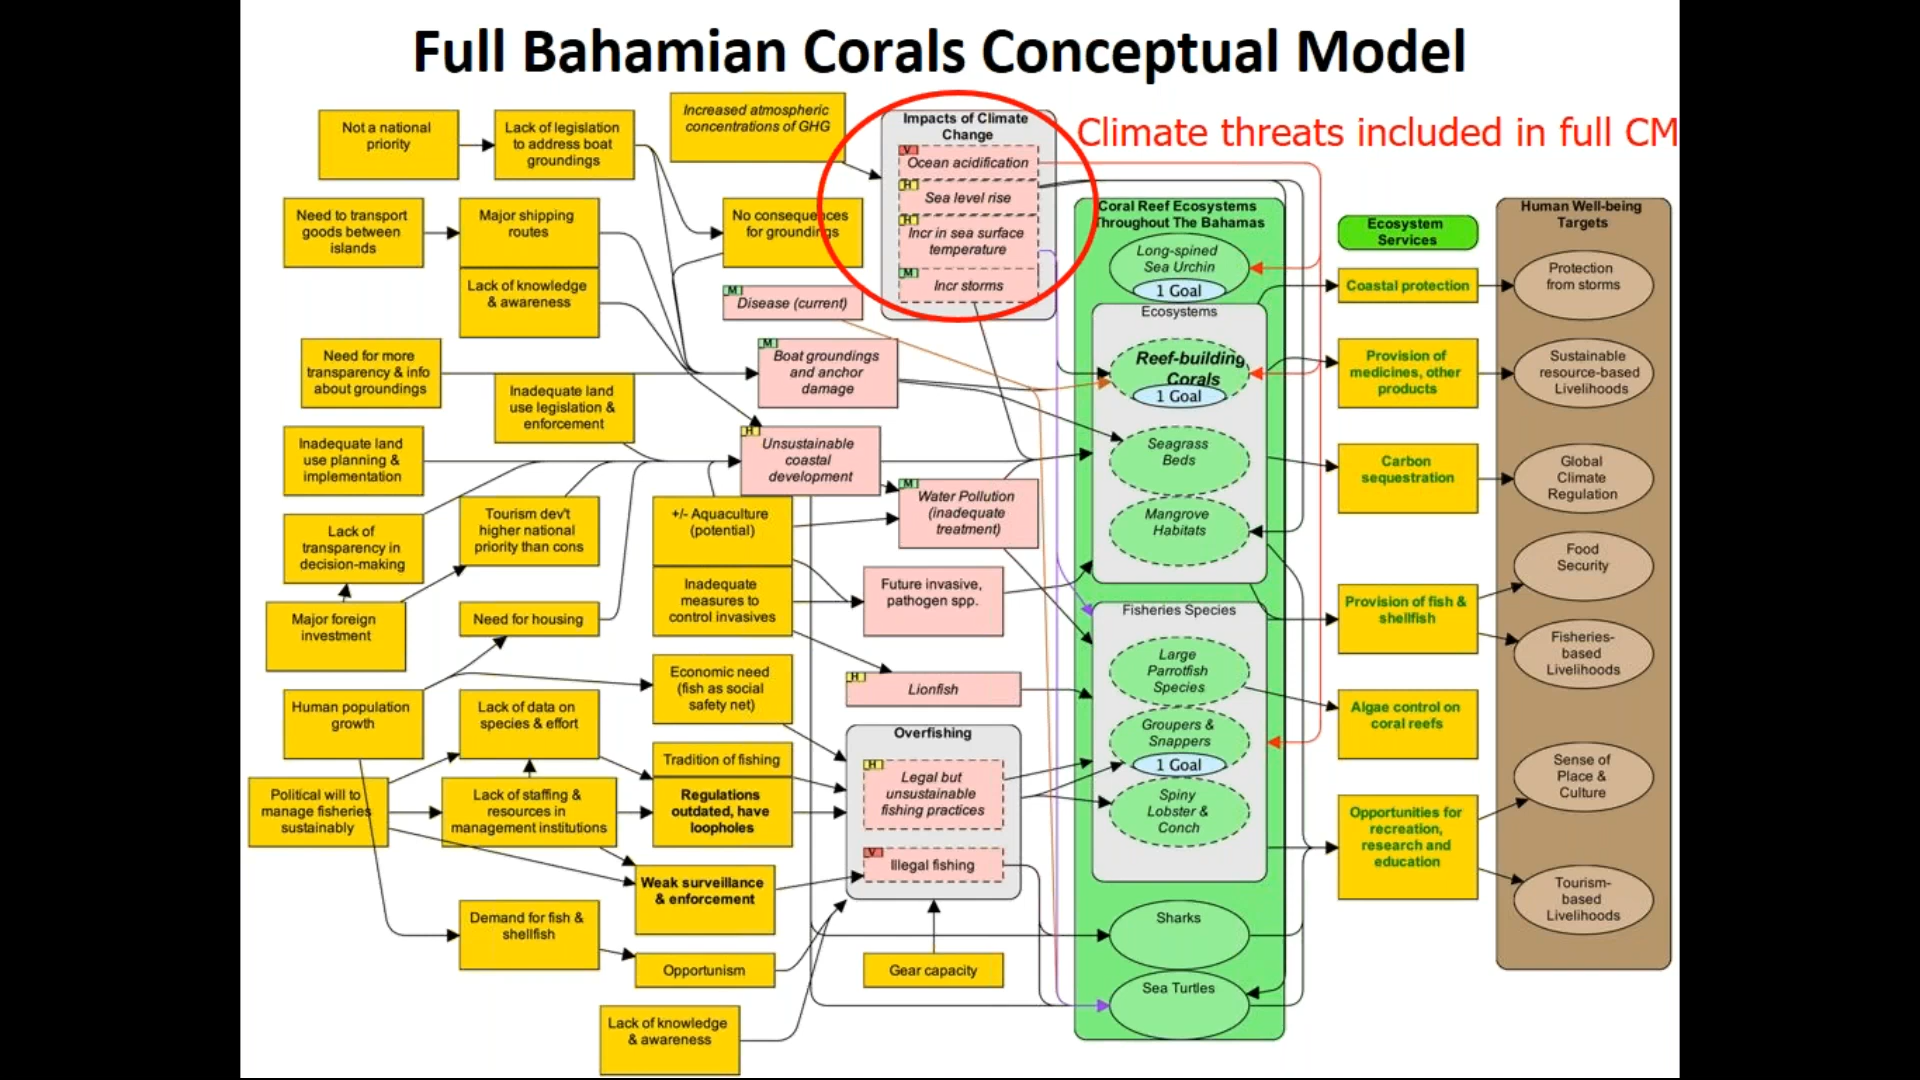 Full Bahamian Corals Conceptual Model
Climate threats included in full CM
Not a national
priority
Lack of legislation
to address boat
groundings
Increased atmospheric
concentrations of GHG
Need to transport
goods between
islands
Major shipping
routes
Lack of knowledge
& awareness
No consequences
for groundings
Need for more
transparency & info
about groundings
Inadequate land
use legislation &
enforcement
Inadequate land
use planning &
implementation
Lack of
transparency in
decision-making
Tourism dev't
higher national
priority than cons
Major foreign
investment
Need for housing
Human population
growth
Lack of data on
species & effort
Political will to
manage fisheries
sustainably
Lack of staffing &
resources in
management institutions
Demand for fish &
shellfish
+/- Aquaculture
(potential)
Inadequate
measures to
control invasives
Economic need
(fish as social
safety net)
Tradition of fishing
Regulations
outdated, have
loopholes
Weak surveillance
& enforcement
Opportunism
Lack of knowledge
& awareness
Gear capacity
Impacts of Climate
Change
V
Ocean acidification
H
Sea level rise
H
Incr in sea surface
temperature
M
Incr storms
M
Disease (current)
M
Boat groundings
and anchor
damage
H
Unsustainable
coastal
development
M
Water Pollution
(inadequate
treatment)
Future invasive,
pathogen spp.
H
Lionfish
Overfishing
H
Legal but
unsustainable
fishing practices
V
Illegal fishing
Coral Reef Ecosystems
Throughout The Bahamas
Long-spined
Sea Urchin
1 Goal
Ecosystems
Reef-building
Corals
1 Goal
Seagrass
Beds
Mangrove
Habitats
Fisheries Species
Large
Parrotfish
Species
Groupers &
Snappers
1 Goal
Spiny
Lobster &
Conch
Sharks
Sea Turtles
Ecosystem
Services
Coastal protection
Provision of
medicines, other
products
Carbon
sequestration
Provision of fish &
shellfish
Algae control on
coral reefs
Opportunities for
recreation,
research and
education
Human Well-being
Targets
Protection
from storms
Sustainable
resource-based
Livelihoods
Global
Climate
Regulation
Food
Security
Fisheries-
based
Livelihoods
Sense of
Place &
Culture
Tourism-
based
Livelihoods